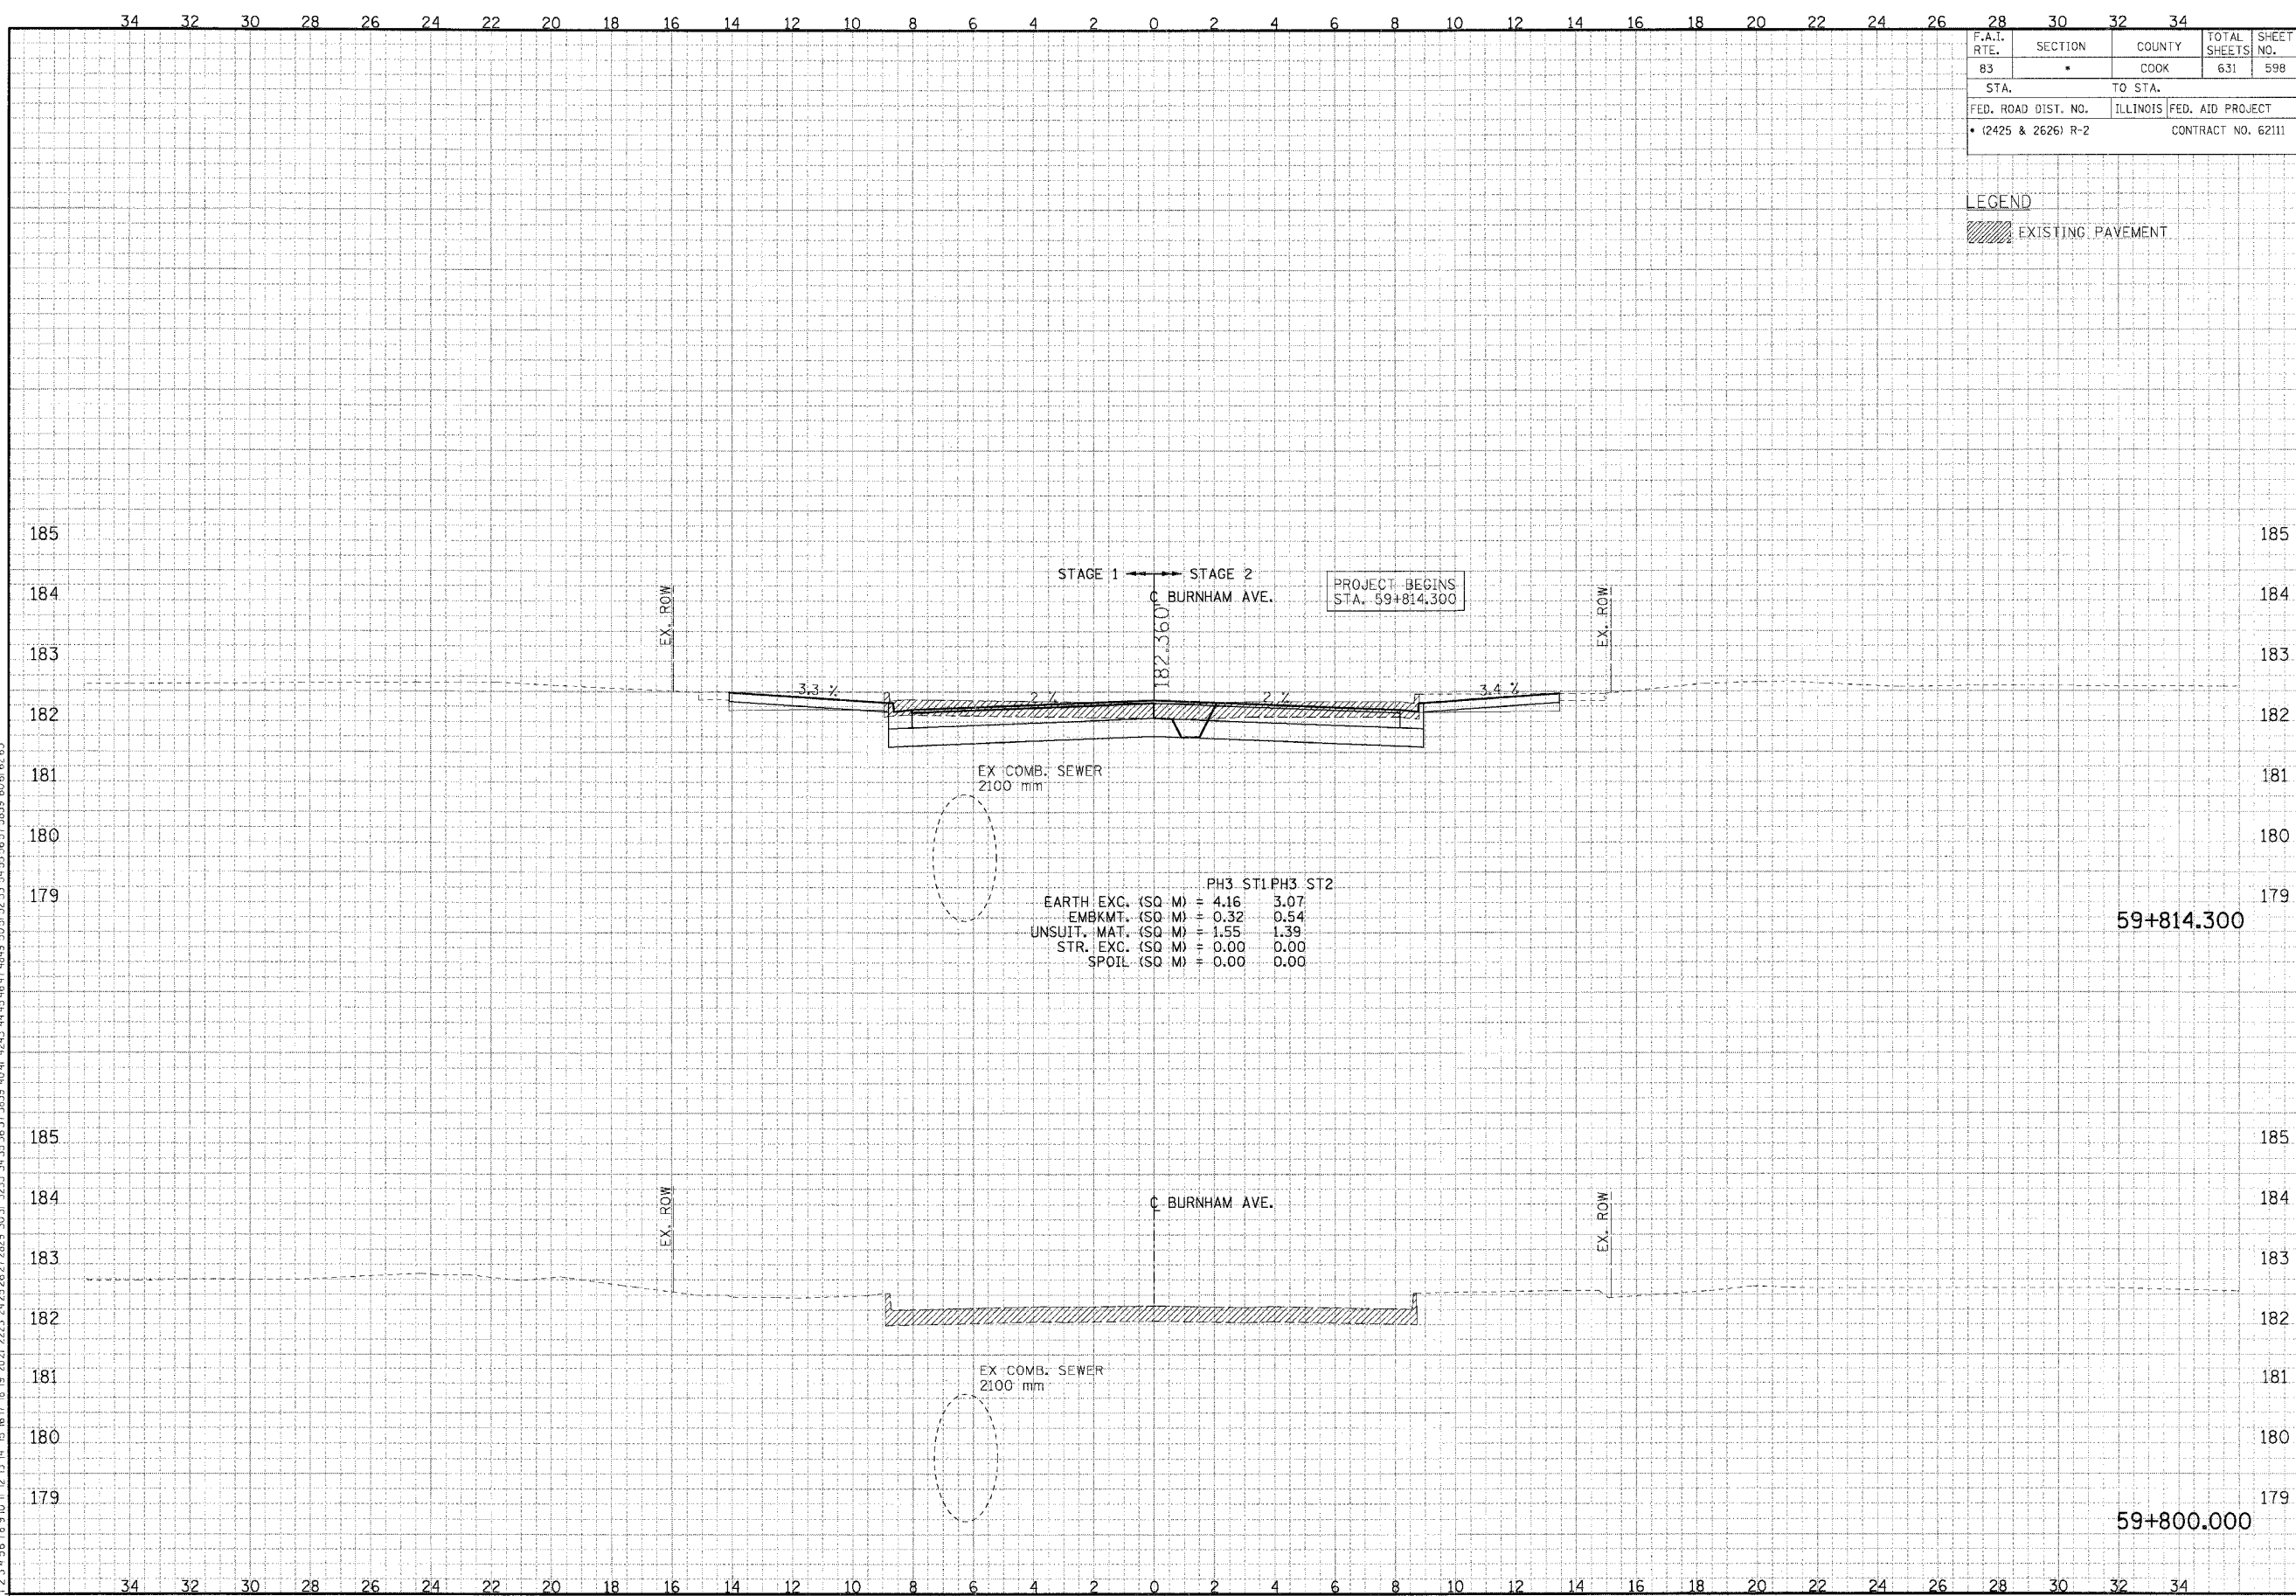 34 32 30 28 26 24 22 20 18 16 14 12 10 8 6 4 2 0 2 4 6 8 10 12 14 16 18 20 22 24 26 28 30 32 34
F.A.I. RTE. SECTION COUNTY TOTAL SHEETS SHEET NO.
83 * COOK 631 598
STA. TO STA.
FED. ROAD DIST. NO. ILLINOIS FED. AID PROJECT
* (2425 & 2626) R-2 CONTRACT NO. 62111
LEGEND
EXISTING PAVEMENT
185 185
STAGE 1 STAGE 2
184 184
EX. ROW
℄ BURNHAM AVE.
PROJECT BEGINS
STA. 59+814.300
EX. ROW
182.360
183 183
3.3 % 2 % 2 % 3.4 %
182 182
181 181
EX COMB. SEWER
2100 mm
180 180
179 179
PH3 ST1 PH3 ST2
EARTH EXC. (SQ M) = 4.16 3.07
EMBKMT. (SQ M) = 0.32 0.54
UNSUIT. MAT. (SQ M) = 1.55 1.39
STR. EXC. (SQ M) = 0.00 0.00
SPOIL (SQ M) = 0.00 0.00
59+814.300
185 185
184 184
EX. ROW
℄ BURNHAM AVE.
EX. ROW
183 183
182 182
181 181
EX COMB. SEWER
2100 mm
180 180
179 179
59+800.000
34 32 30 28 26 24 22 20 18 16 14 12 10 8 6 4 2 0 2 4 6 8 10 12 14 16 18 20 22 24 26 28 30 32 34